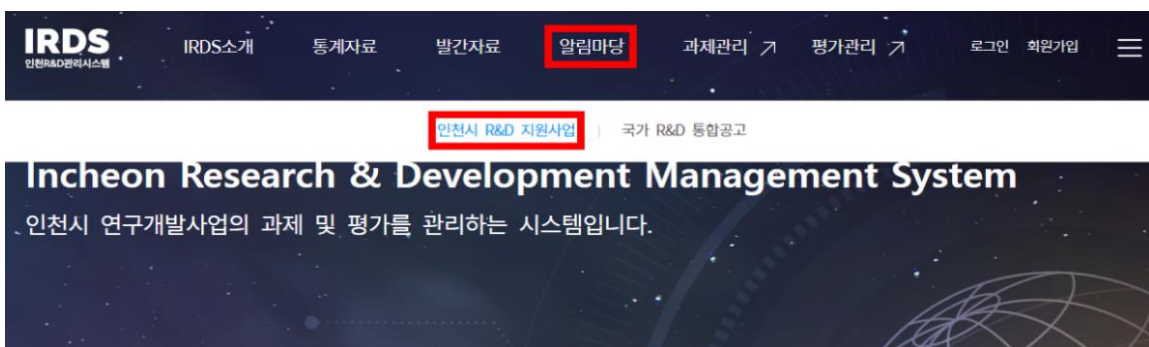 IRDS
인천R&D관리시스템
IRDS소개 통계자료 발간자료 알림마당 과제관리 평가관리 로그인 회원가입
인천시 R&D 지원사업 | 국가 R&D 통합공고
Incheon Research & Development Management System
인천시 연구개발사업의 과제 및 평가를 관리하는 시스템입니다.